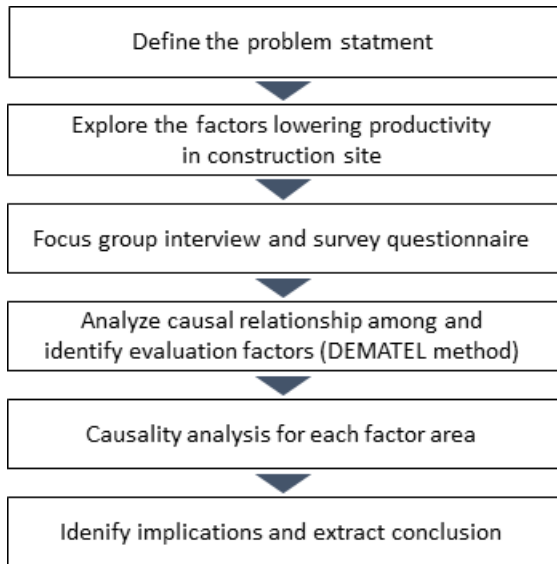 Define the problem statment
Explore the factors lowering productivity
in construction site
Focus group interview and survey questionnaire
Analyze causal relationship among and
identify evaluation factors (DEMATEL method)
Causality analysis for each factor area
Idenify implications and extract conclusion